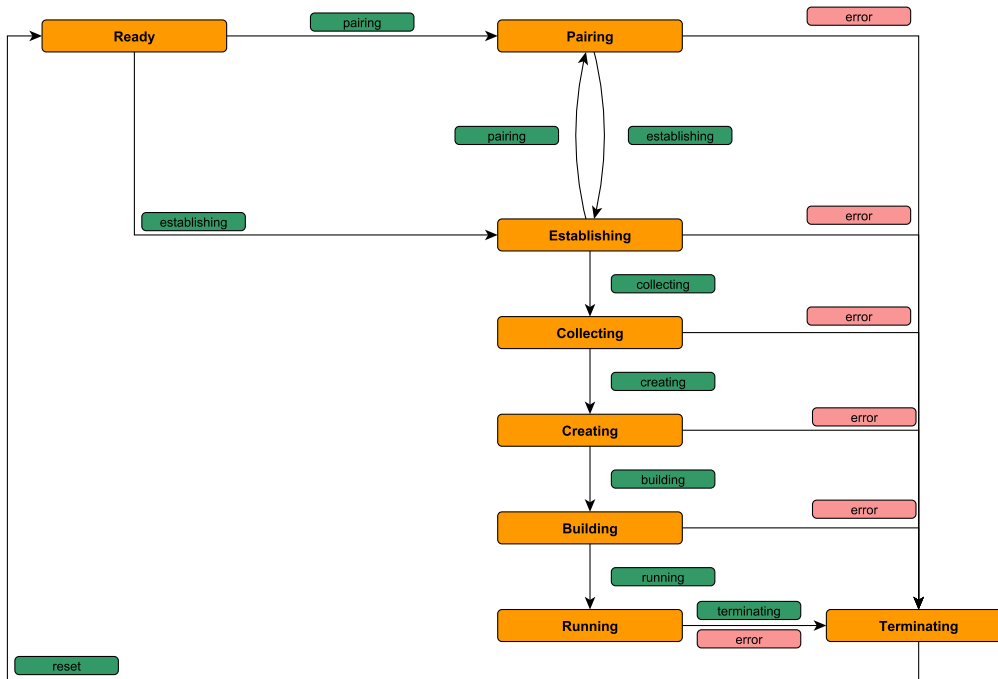 error
pairing
Ready
Pairing
pairing
establishing
error
establishing
Establishing
collecting
error
Collecting
creating
error
Creating
building
error
Building
running
terminating
Running
Terminating
error
reset